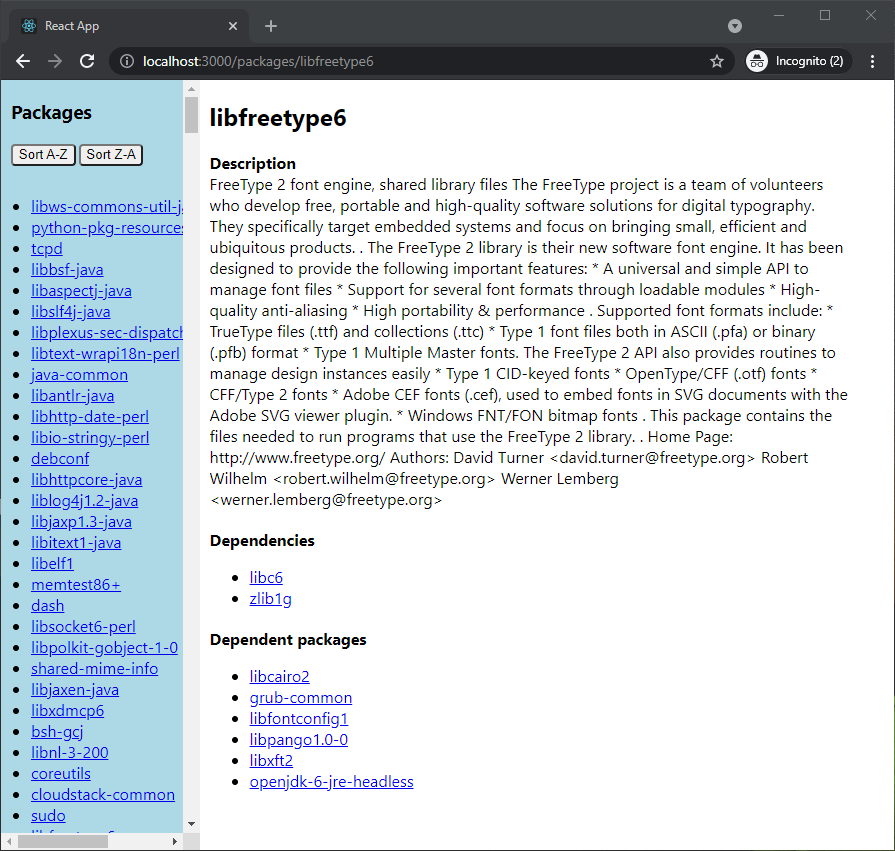 React App
localhost:3000/packages/libfreetype6
Incognito (2)
Packages
Sort A-Z Sort Z-A
libws-commons-util-j
python-pkg-resources
tcpd
libbsf-java
libaspectj-java
libslf4j-java
libplexus-sec-dispatch
libtext-wrapi18n-perl
java-common
libantlr-java
libhttp-date-perl
libio-stringy-perl
debconf
libhttpcore-java
liblog4j1.2-java
libjaxp1.3-java
libitext1-java
libelf1
memtest86+
dash
libsocket6-perl
libpolkit-gobject-1-0
shared-mime-info
libjaxen-java
libxdmcp6
bsh-gcj
libnl-3-200
coreutils
cloudstack-common
sudo
libfreetype6
Description
FreeType 2 font engine, shared library files The FreeType project is a team of volunteers
who develop free, portable and high-quality software solutions for digital typography.
They specifically target embedded systems and focus on bringing small, efficient and
ubiquitous products. . The FreeType 2 library is their new software font engine. It has been
designed to provide the following important features: * A universal and simple API to
manage font files * Support for several font formats through loadable modules * High-
quality anti-aliasing * High portability & performance . Supported font formats include: *
TrueType files (.ttf) and collections (.ttc) * Type 1 font files both in ASCII (.pfa) or binary
(.pfb) format * Type 1 Multiple Master fonts. The FreeType 2 API also provides routines to
manage design instances easily * Type 1 CID-keyed fonts * OpenType/CFF (.otf) fonts *
CFF/Type 2 fonts * Adobe CEF fonts (.cef), used to embed fonts in SVG documents with the
Adobe SVG viewer plugin. * Windows FNT/FON bitmap fonts . This package contains the
files needed to run programs that use the FreeType 2 library. . Home Page:
http://www.freetype.org/ Authors: David Turner <david.turner@freetype.org> Robert
Wilhelm <robert.wilhelm@freetype.org> Werner Lemberg
<werner.lemberg@freetype.org>
Dependencies
libc6
zlib1g
Dependent packages
libcairo2
grub-common
libfontconfig1
libpango1.0-0
libxft2
openjdk-6-jre-headless